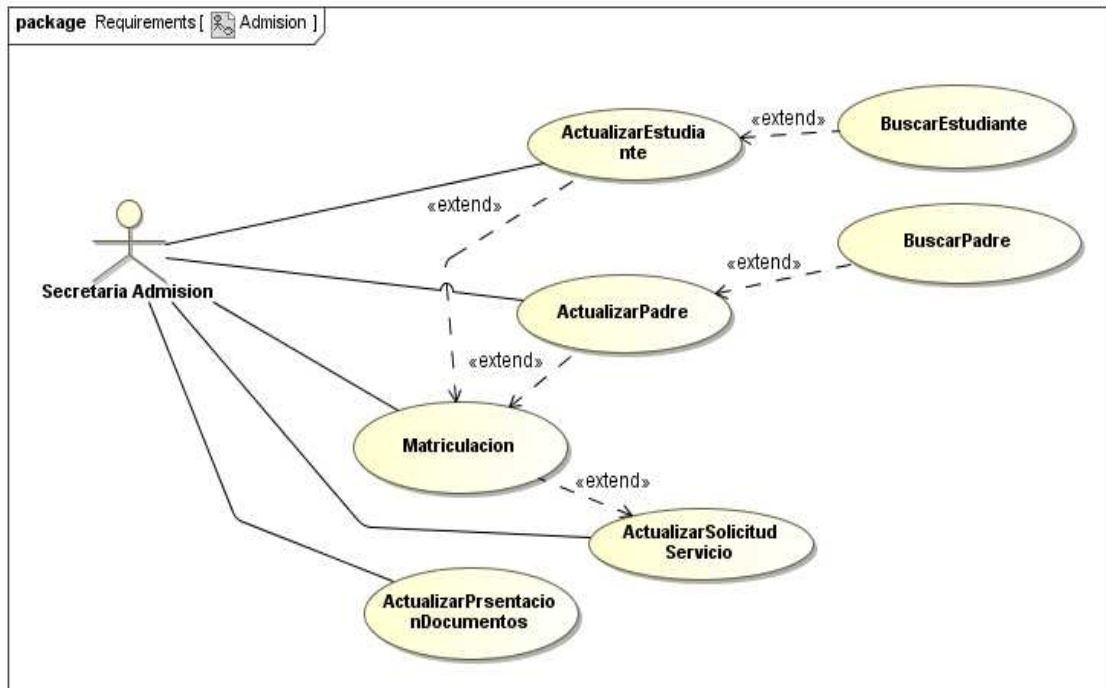 package Requirements [ Admision ]
ActualizarEstudia
nte
«extend»
BuscarEstudiante
«extend»
BuscarPadre
«extend»
Secretaria Admision
ActualizarPadre
«extend»
Matriculacion
«extend»
ActualizarSolicitud
Servicio
ActualizarPrsentacio
nDocumentos